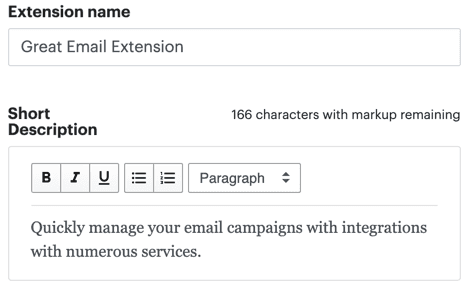 Extension name
Great Email Extension
Short
Description
166 characters with markup remaining
B I U Paragraph
Quickly manage your email campaigns with integrations
with numerous services.